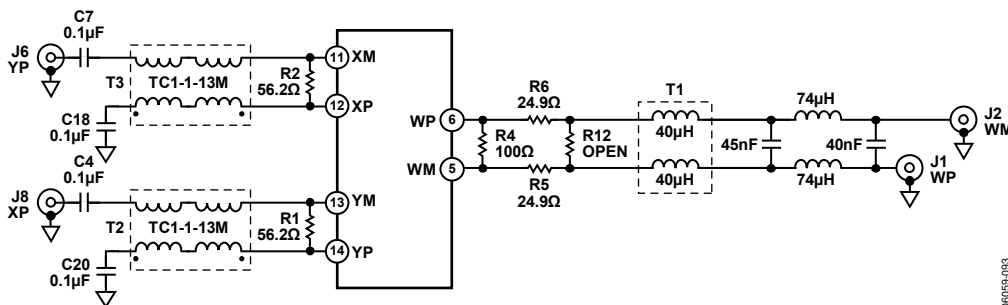 C7
0.1µF
J6
YP
T3
TC1-1-13M
R2
56.2Ω
11
XM
12
XP
C18
0.1µF
C4
0.1µF
J8
XP
T2
TC1-1-13M
R1
56.2Ω
13
YM
14
YP
C20
0.1µF
WP
6
WM
5
R4
100Ω
R6
24.9Ω
R12
OPEN
R5
24.9Ω
T1
40µH
40µH
74µH
45nF
40nF
74µH
J2
WM
J1
WP
06059-093